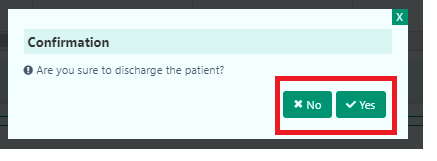 X
Confirmation
Are you sure to discharge the patient?
No Yes